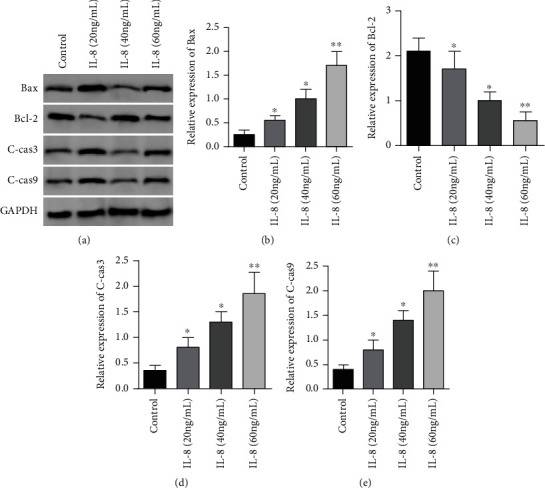 Control
IL-8 (20ng/mL)
IL-8 (40ng/mL)
IL-8 (60ng/mL)
Bax
Bcl-2
C-cas3
C-cas9
GAPDH
(a)
Relative expression of Bax
2.5
2.0
1.5
1.0
0.5
0.0
*
*
**
Control
IL-8 (20ng/mL)
IL-8 (40ng/mL)
IL-8 (60ng/mL)
(b)
Relative expression of Bcl-2
3
2
1
0
*
*
**
Control
IL-8 (20ng/mL)
IL-8 (40ng/mL)
IL-8 (60ng/mL)
(c)
Relative expression of C-cas3
2.5
2.0
1.5
1.0
0.5
0.0
*
*
**
Control
IL-8 (20ng/mL)
IL-8 (40ng/mL)
IL-8 (60ng/mL)
(d)
Relative expression of C-cas9
2.5
2.0
1.5
1.0
0.5
0.0
*
*
**
Control
IL-8 (20ng/mL)
IL-8 (40ng/mL)
IL-8 (60ng/mL)
(e)